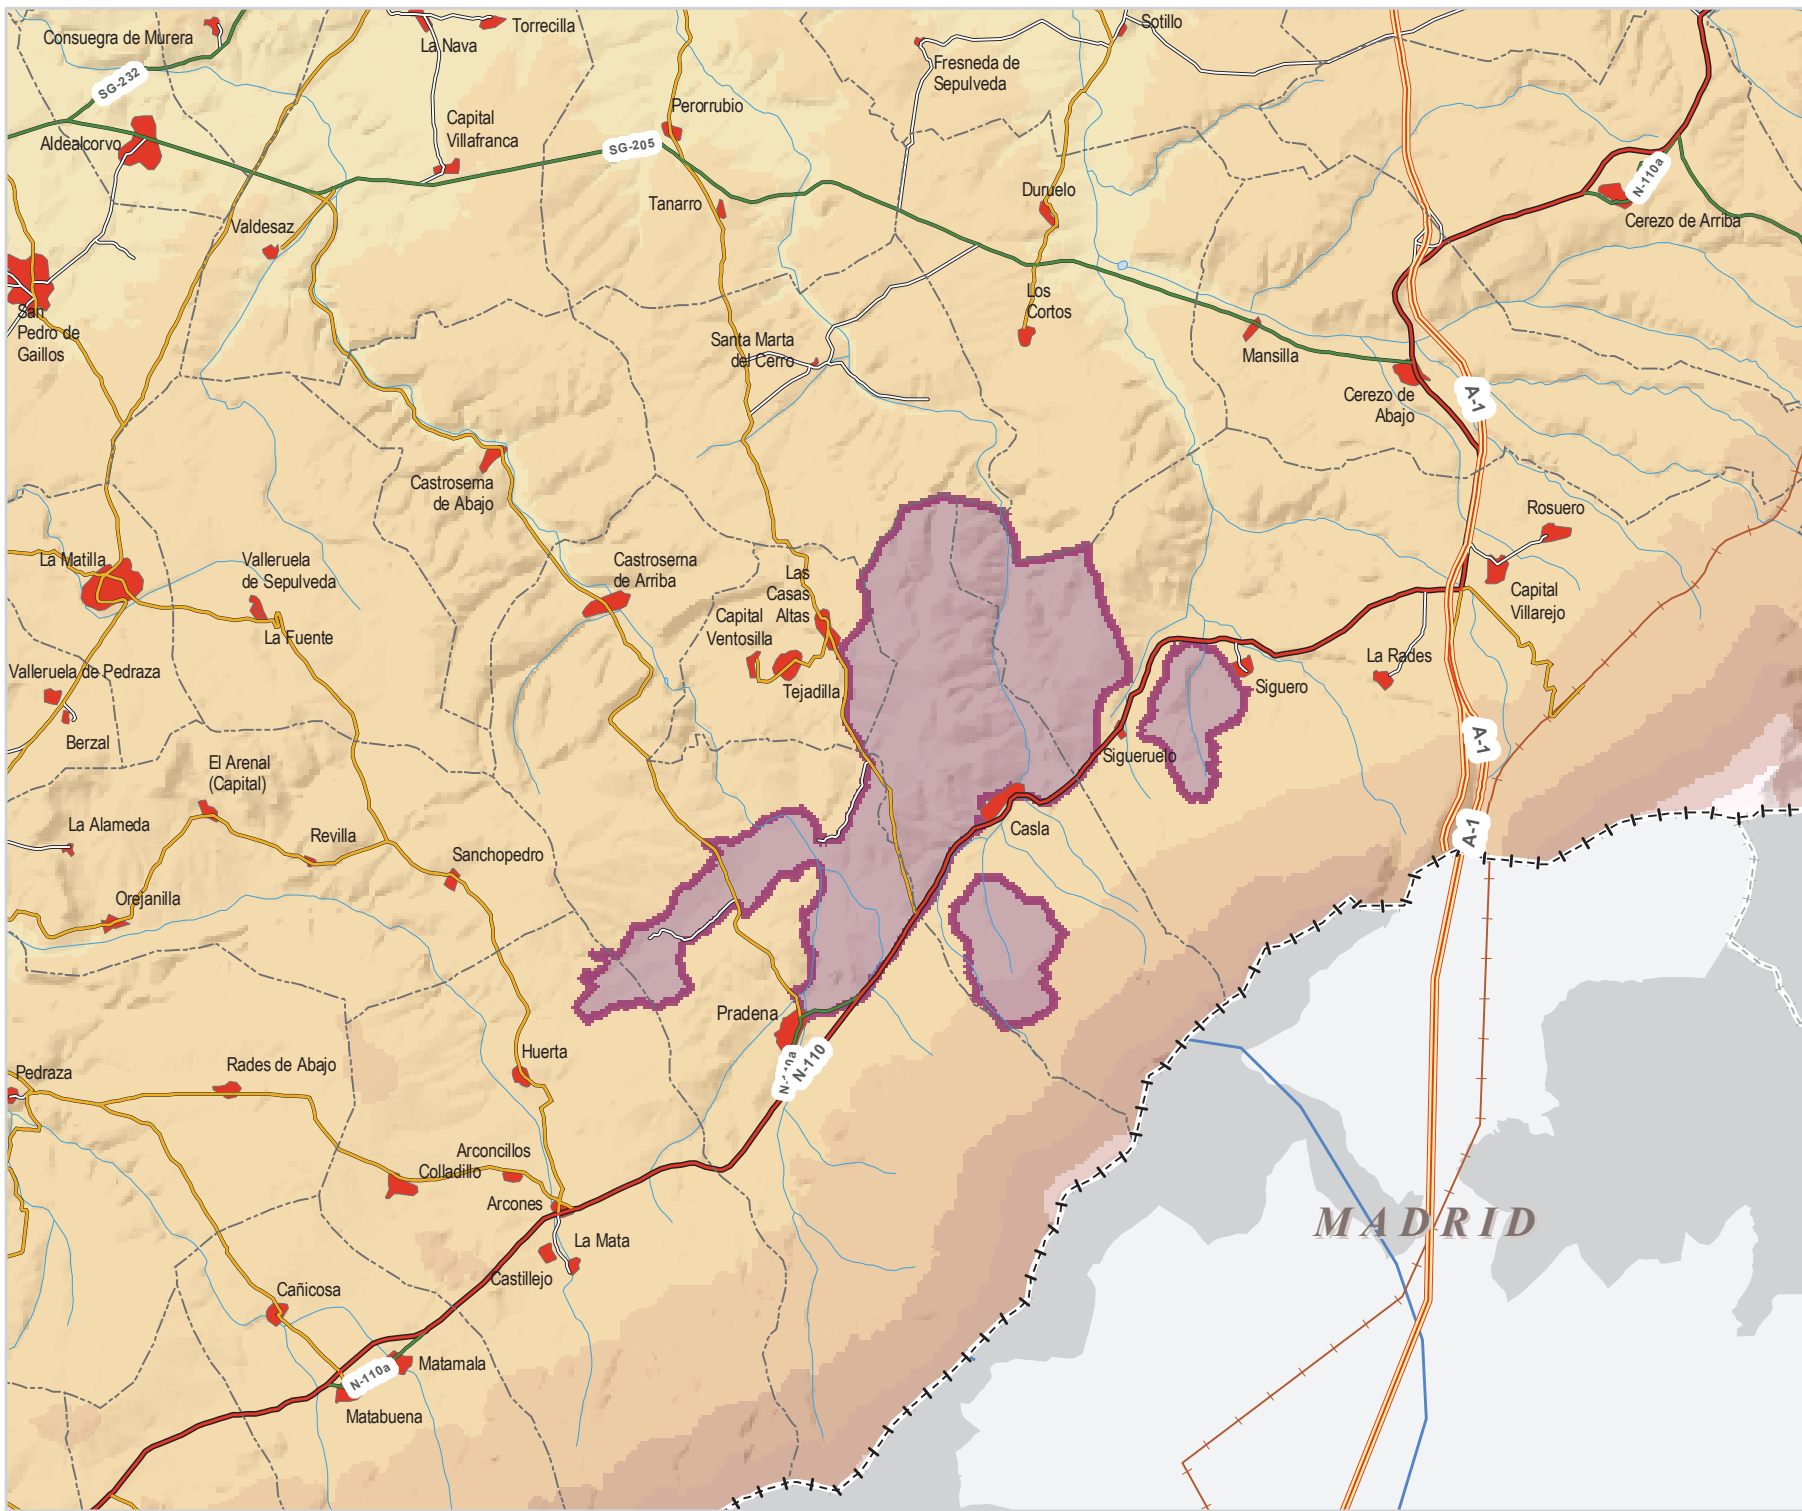 Consuegra de Murera
La Nava
Torrecilla
Sotillo
Fresneda de
Sepulveda
SG-232
Aldealcorvo
Capital
Villafranca
Perorrubio
SG-205
N-110a
Cerezo de Arriba
Duruelo
Tanarro
Valdesaz
San
Pedro de
Gaillos
Los
Cortos
Santa Marta
del Cerro
Mansilla
Cerezo de
Abajo
A-1
Castroserna
de Abajo
Rosuero
La Matilla
Valleruela
de Sepulveda
La Fuente
Castroserna
de Arriba
Las
Casas
Altas
Capital
Ventosilla
Tejadilla
Capital
Villarejo
La Rades
Siguero
Sigueruelo
Valleruela de Pedraza
Berzal
A-1
El Arenal
(Capital)
La Alameda
Revilla
Sanchopedro
Casla
A-1
Orejanilla
Pradena
N-110
Huerta
Rades de Abajo
Pedraza
Arconcillos
Colladillo
Arcones
La Mata
Castillejo
MADRID
Cañicosa
Matamala
N-110a
Matabuena